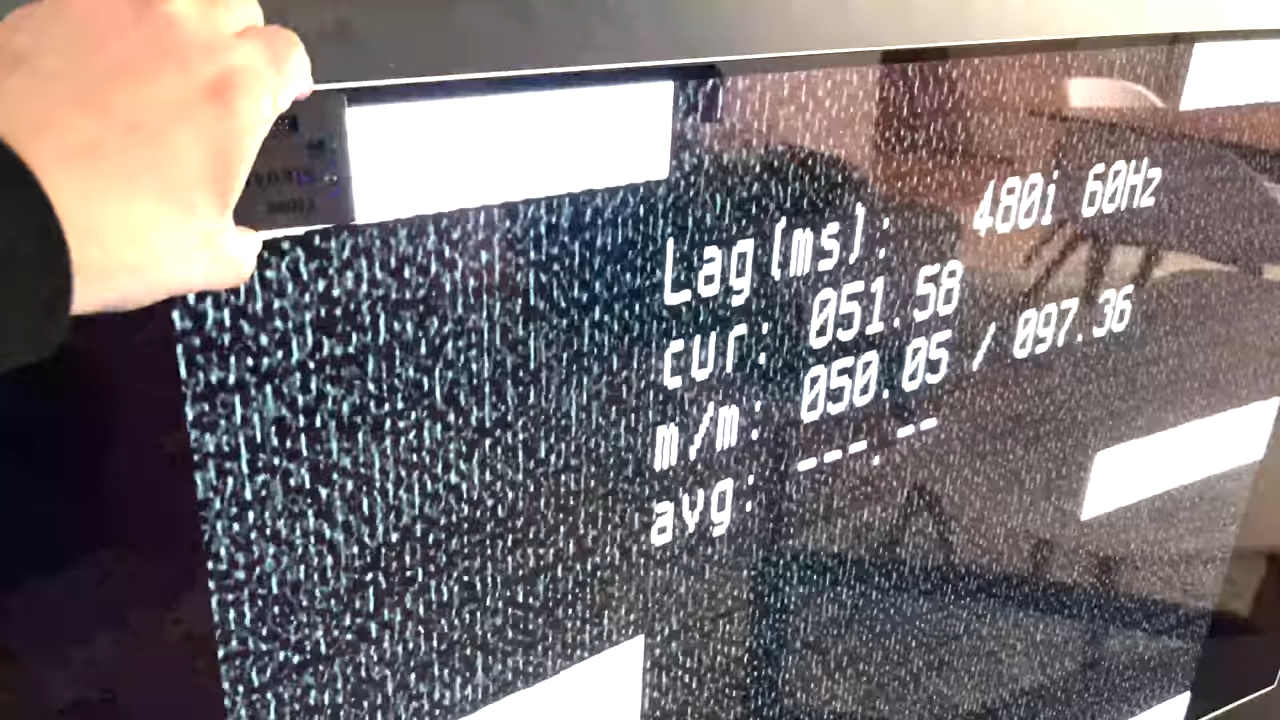 480i 60Hz
Lag(ms):
cur: 051.58
m/m: 050.05 / 097.36
avg: ---.--